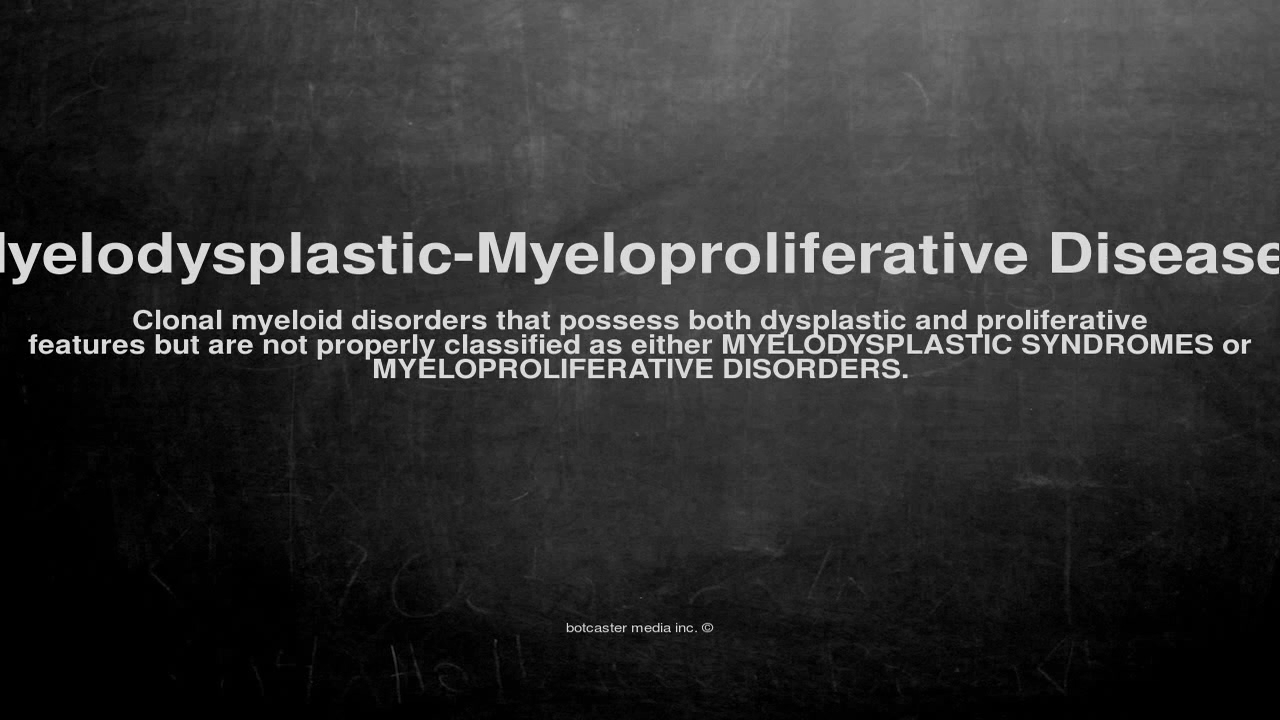 yelodysplastic-Myeloproliferative Disease
Clonal myeloid disorders that possess both dysplastic and proliferative
features but are not properly classified as either MYELODYSPLASTIC SYNDROMES or
MYELOPROLIFERATIVE DISORDERS.
botcaster media inc. ©